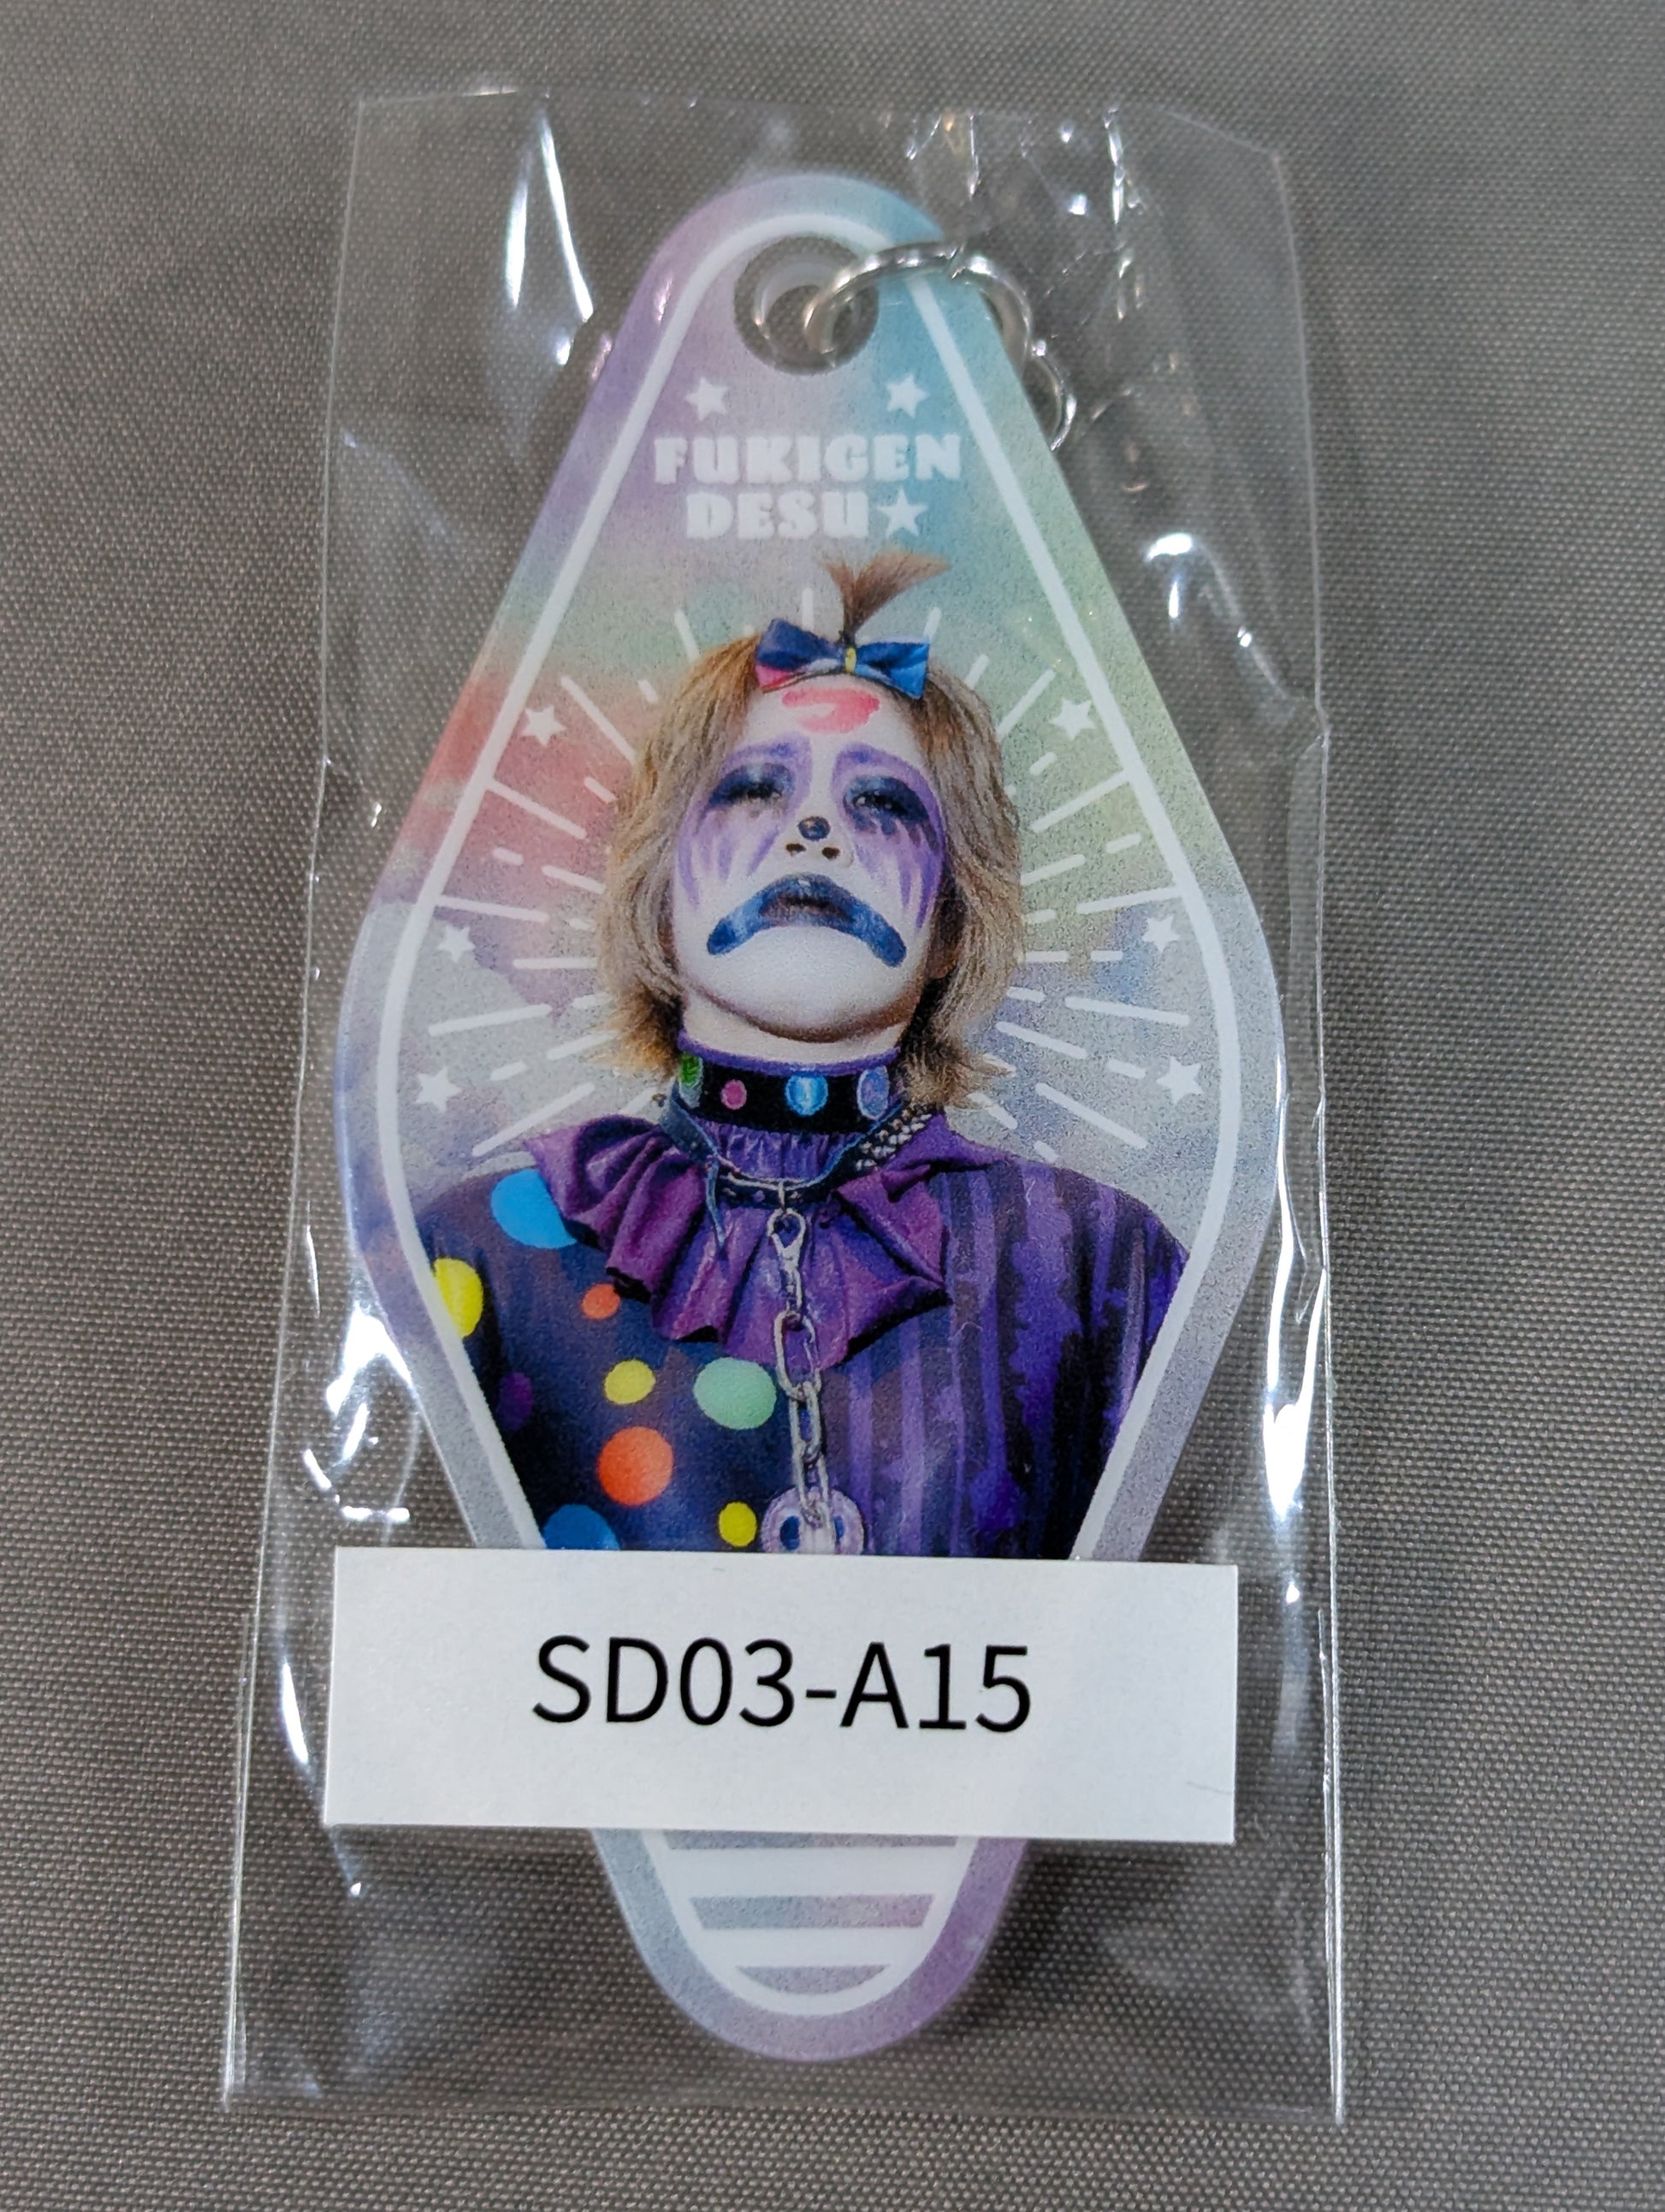 FUKIGEN
DESU★
SD03-A15